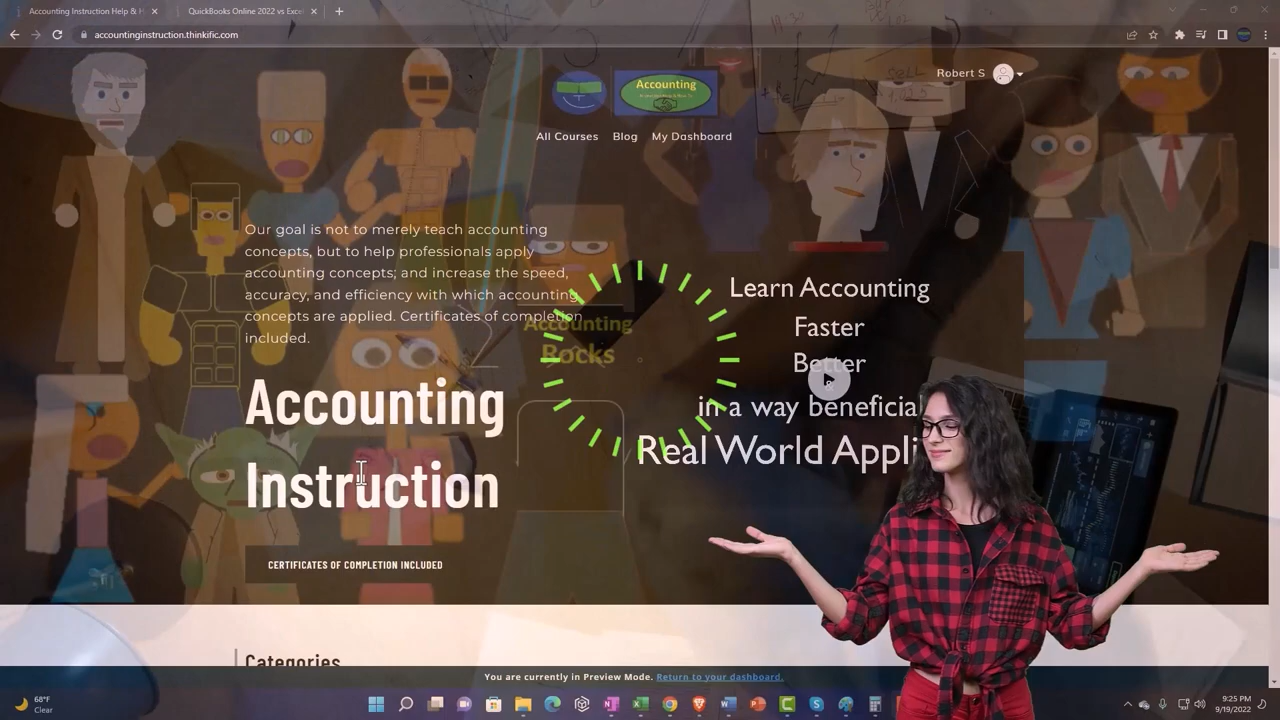 Accounting Instruction Help & H
QuickBooks Online 2022 vs Excel
accountinginstruction.thinkific.com
Robert S
Accounting
All Courses
Blog
My Dashboard
Our goal is not to merely teach accounting
concepts, but to help professionals apply
accounting concepts; and increase the speed,
accuracy, and efficiency with which accounting
concepts are applied. Certificates of completion
included.
Accounting
Rocks
Learn Accounting
Faster
Better
&
in a way beneficial
Real World Appli
Accounting
Instruction
CERTIFICATES OF COMPLETION INCLUDED
Categories
You are currently in Preview Mode. Return to your dashboard.
68°F
Clear
9:25 PM
9/19/2022